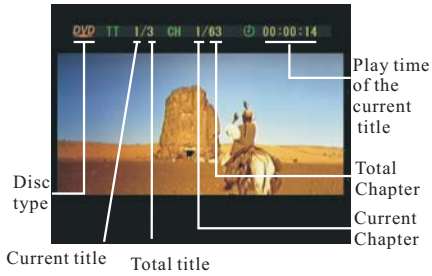 DVD TT 1/3 CH 1/63 00:00:14
Play time
of the
current
title
Total
Chapter
Disc
type
Current
Chapter
Current title
Total title